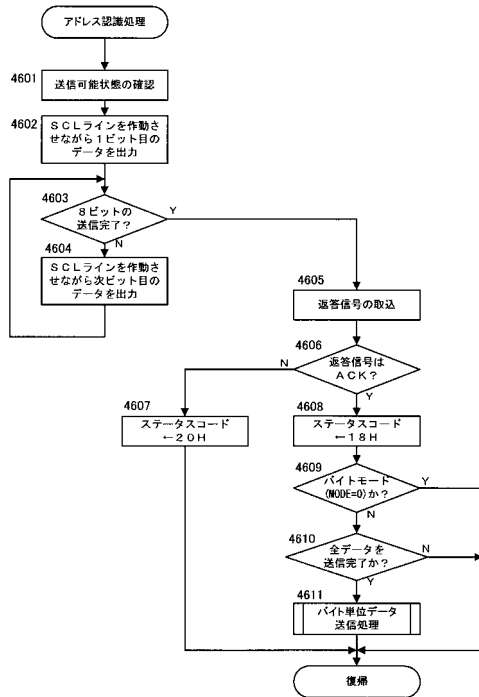 アドレス認識処理
4601
送信可能状態の確認
4602
SCLラインを作動さ
せながら1ビット目の
データを出力
4603
8ビットの
送信完了?
Y
N
4604
SCLラインを作動さ
せながら次ビット目の
データを出力
4605
返答信号の取込
4606
返答信号は
ACK?
N
Y
4607
ステータスコード
←20H
4608
ステータスコード
←18H
4609
バイトモード
(MODE=0)か?
Y
N
4610
全データを
送信完了か?
N
Y
4611
バイト単位データ
送信処理
復帰